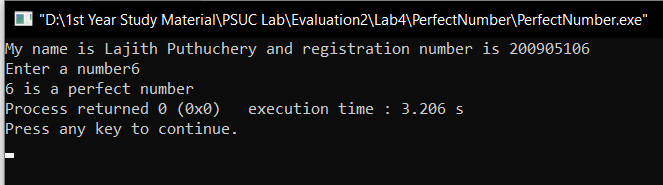 "D:\1st Year Study Material\PSUC Lab\Evaluation2\Lab4\PerfectNumber\PerfectNumber.exe"
My name is Lajith Puthuchery and registration number is 200905106
Enter a number6
6 is a perfect number
Process returned 0 (0x0)   execution time : 3.206 s
Press any key to continue.